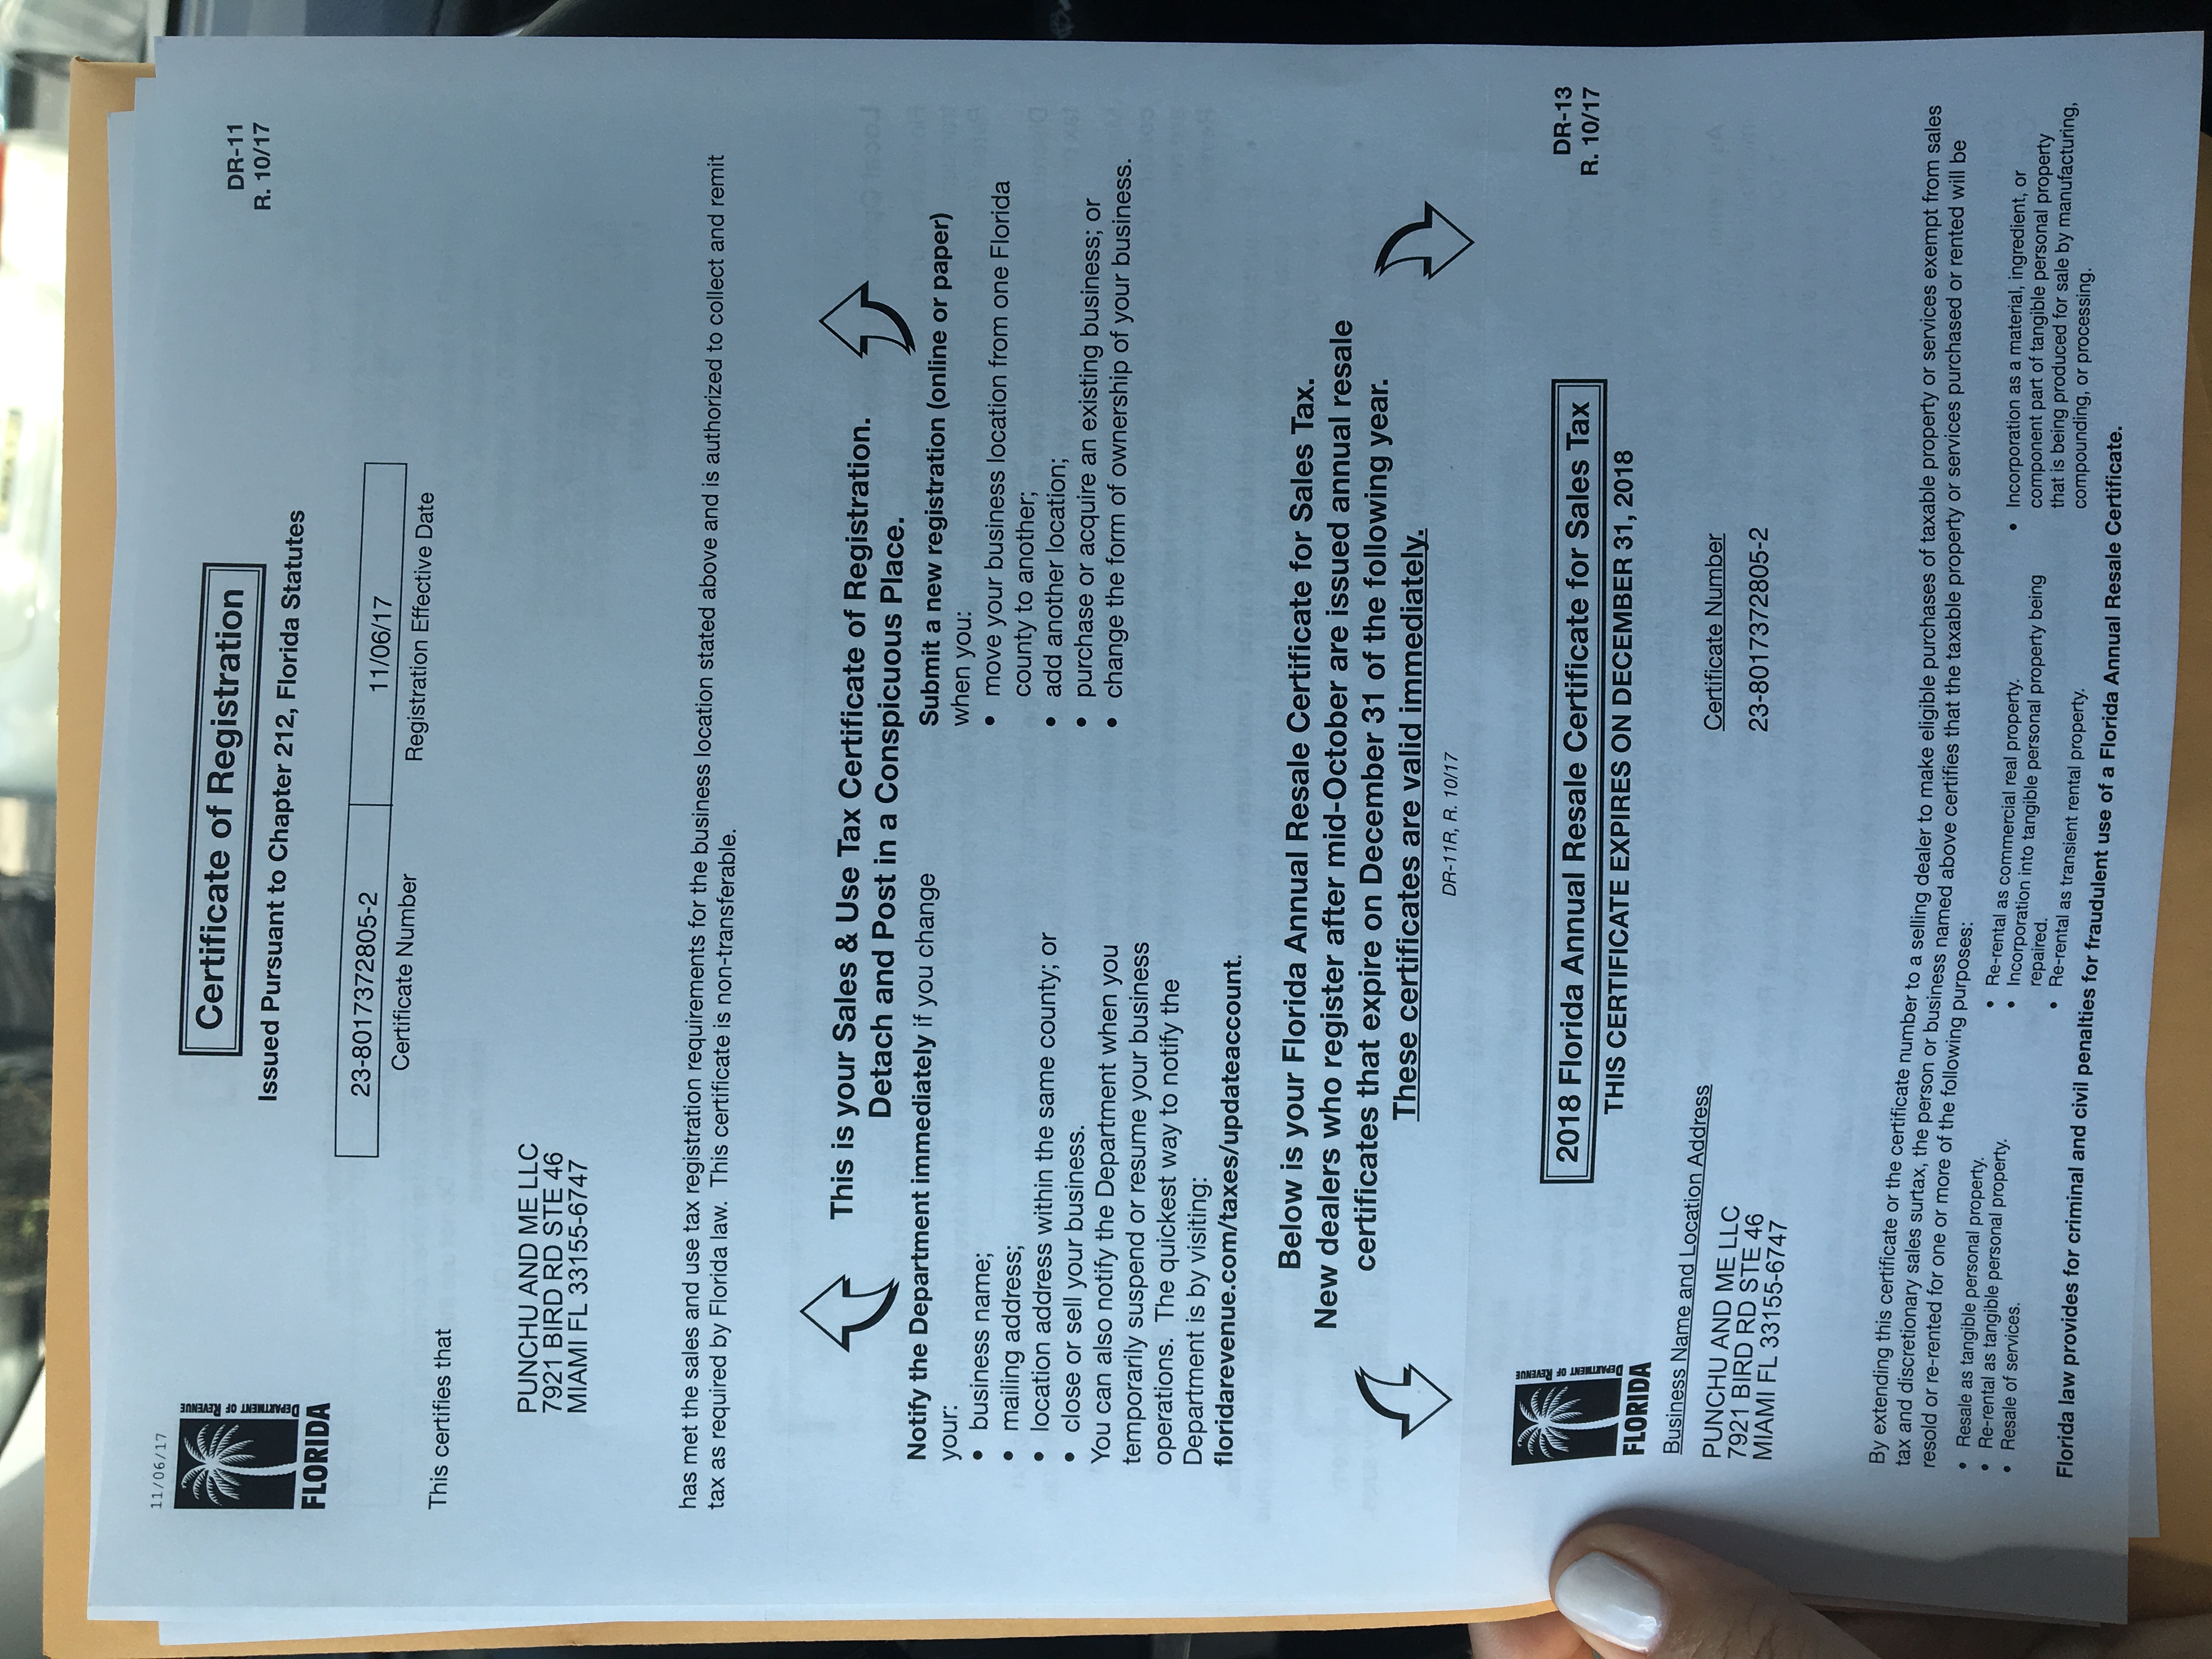 11/06/17
DEPARTMENT OF REVENUE
FLORIDA
Certificate of Registration
Issued Pursuant to Chapter 212, Florida Statutes
DR-11
R. 10/17
23-8017372805-2
11/06/17
Certificate Number
Registration Effective Date
This certifies that
PUNCHU AND ME LLC
7921 BIRD RD STE 46
MIAMI FL 33155-6747
has met the sales and use tax registration requirements for the business location stated above and is authorized to collect and remit
tax as required by Florida law. This certificate is non-transferable.
This is your Sales & Use Tax Certificate of Registration.
Detach and Post in a Conspicuous Place.
Notify the Department immediately if you change
your:
• business name;
• mailing address;
• location address within the same county; or
• close or sell your business.
You can also notify the Department when you
temporarily suspend or resume your business
operations. The quickest way to notify the
Department is by visiting:
floridarevenue.com/taxes/updateaccount.
Submit a new registration (online or paper)
when you:
• move your business location from one Florida
county to another;
• add another location;
• purchase or acquire an existing business; or
• change the form of ownership of your business.
Below is your Florida Annual Resale Certificate for Sales Tax.
New dealers who register after mid-October are issued annual resale
certificates that expire on December 31 of the following year.
These certificates are valid immediately.
DR-11R, R. 10/17
DEPARTMENT OF REVENUE
FLORIDA
2018 Florida Annual Resale Certificate for Sales Tax
THIS CERTIFICATE EXPIRES ON DECEMBER 31, 2018
DR-13
R. 10/17
Business Name and Location Address
PUNCHU AND ME LLC
7921 BIRD RD STE 46
MIAMI FL 33155-6747
Certificate Number
23-8017372805-2
By extending this certificate or the certificate number to a selling dealer to make eligible purchases of taxable property or services exempt from sales
tax and discretionary sales surtax, the person or business named above certifies that the taxable property or services purchased or rented will be
resold or re-rented for one or more of the following purposes:
• Resale as tangible personal property.
• Re-rental as tangible personal property.
• Resale of services.
• Re-rental as commercial real property.
• Incorporation into tangible personal property being
repaired.
• Re-rental as transient rental property.
• Incorporation as a material, ingredient, or
component part of tangible personal property
that is being produced for sale by manufacturing,
compounding, or processing.
Florida law provides for criminal and civil penalties for fraudulent use of a Florida Annual Resale Certificate.